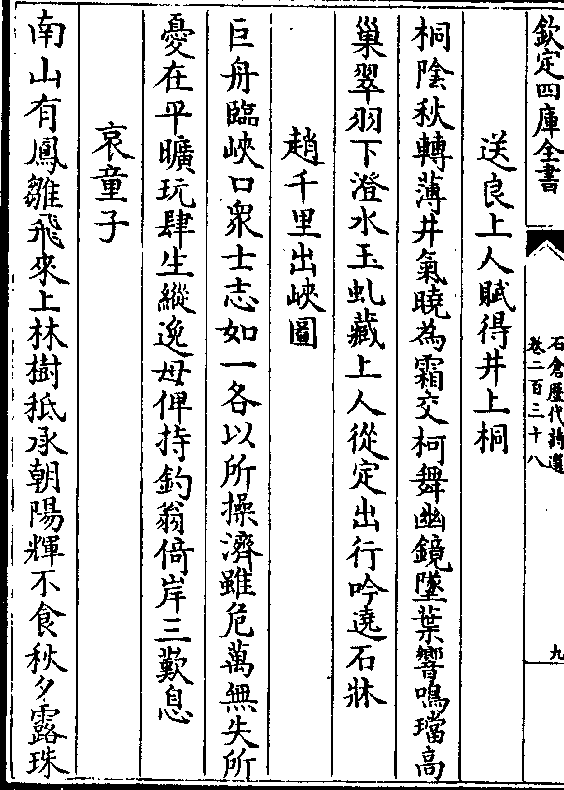 欽定四庫全書
石倉歷代詩選
卷二百三十八
九
送良上人賦得井上桐
桐陰秋轉薄井氣曉為霜交柯舞幽鏡墜葉響鳴璫高
巢翠羽下澄水玉虬藏上人從定出行吟遶石牀
趙千里出峽圖
巨舟臨峽口衆士志如一各以所操濟雖危萬無失所
憂在平曠玩肆生縱逸毋俾持釣翁倚岸三歎息
哀童子
南山有鳳雛飛來上林樹秪承朝陽輝不食秋夕露珠